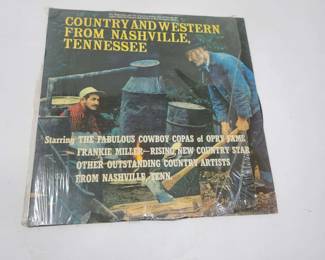 COUNTRY AND WESTERN
FROM NASHVILLE,
TENNESSEE
Starring THE FABULOUS COWBOY COPAS of OPRY FAME
FRANKIE MILLER—RISING NEW COUNTRY STAR
OTHER OUTSTANDING COUNTRY ARTISTS
FROM NASHVILLE, TENN.